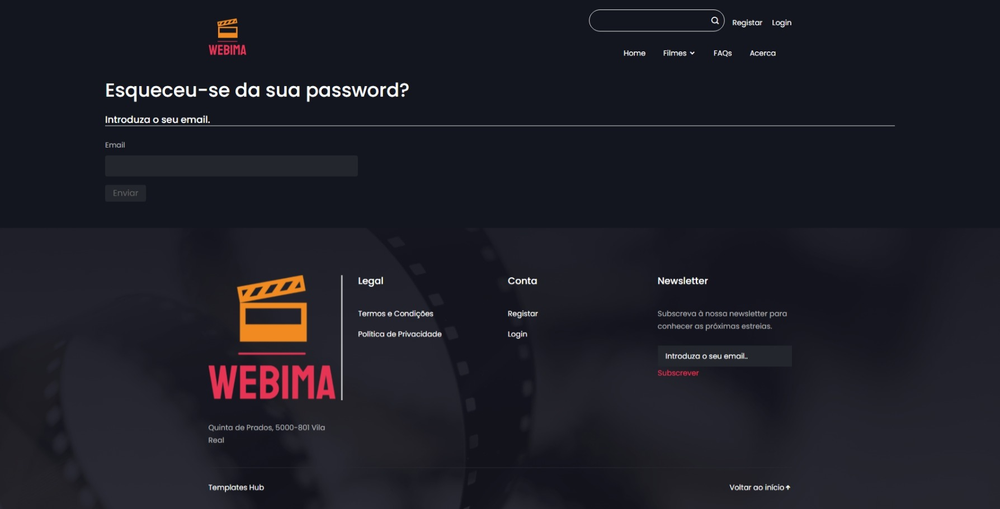 WEBIMA
Registar
Login
Home
Filmes
FAQs
Acerca
Esqueceu-se da sua password?
Introduza o seu email.
Email
Enviar
WEBIMA
Quinta de Prados, 5000-801 Vila
Real
Legal
Termos e Condições
Política de Privacidade
Conta
Registar
Login
Newsletter
Subscreva à nossa newsletter para
conhecer as próximas estreias.
Introduza o seu email..
Subscrever
Templates Hub
Voltar ao início